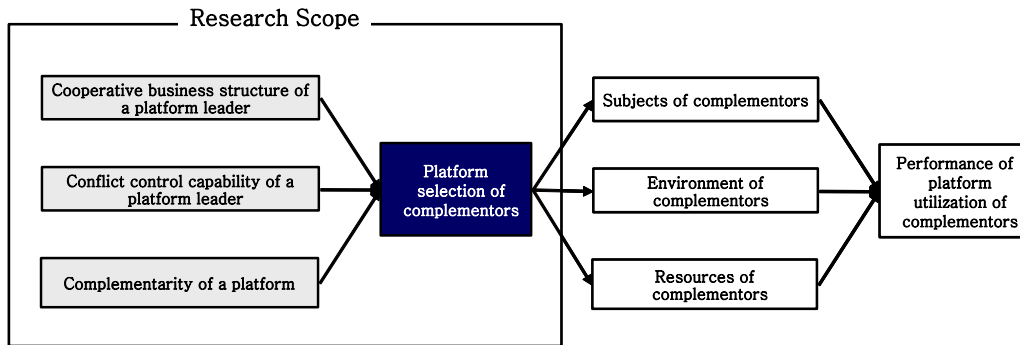 Research Scope
Cooperative business structure of
a platform leader
Conflict control capability of a
platform leader
Complementarity of a platform
Platform
selection of
complementors
Subjects of complementors
Environment of
complementors
Resources of
complementors
Performance of
platform
utilization of
complementors